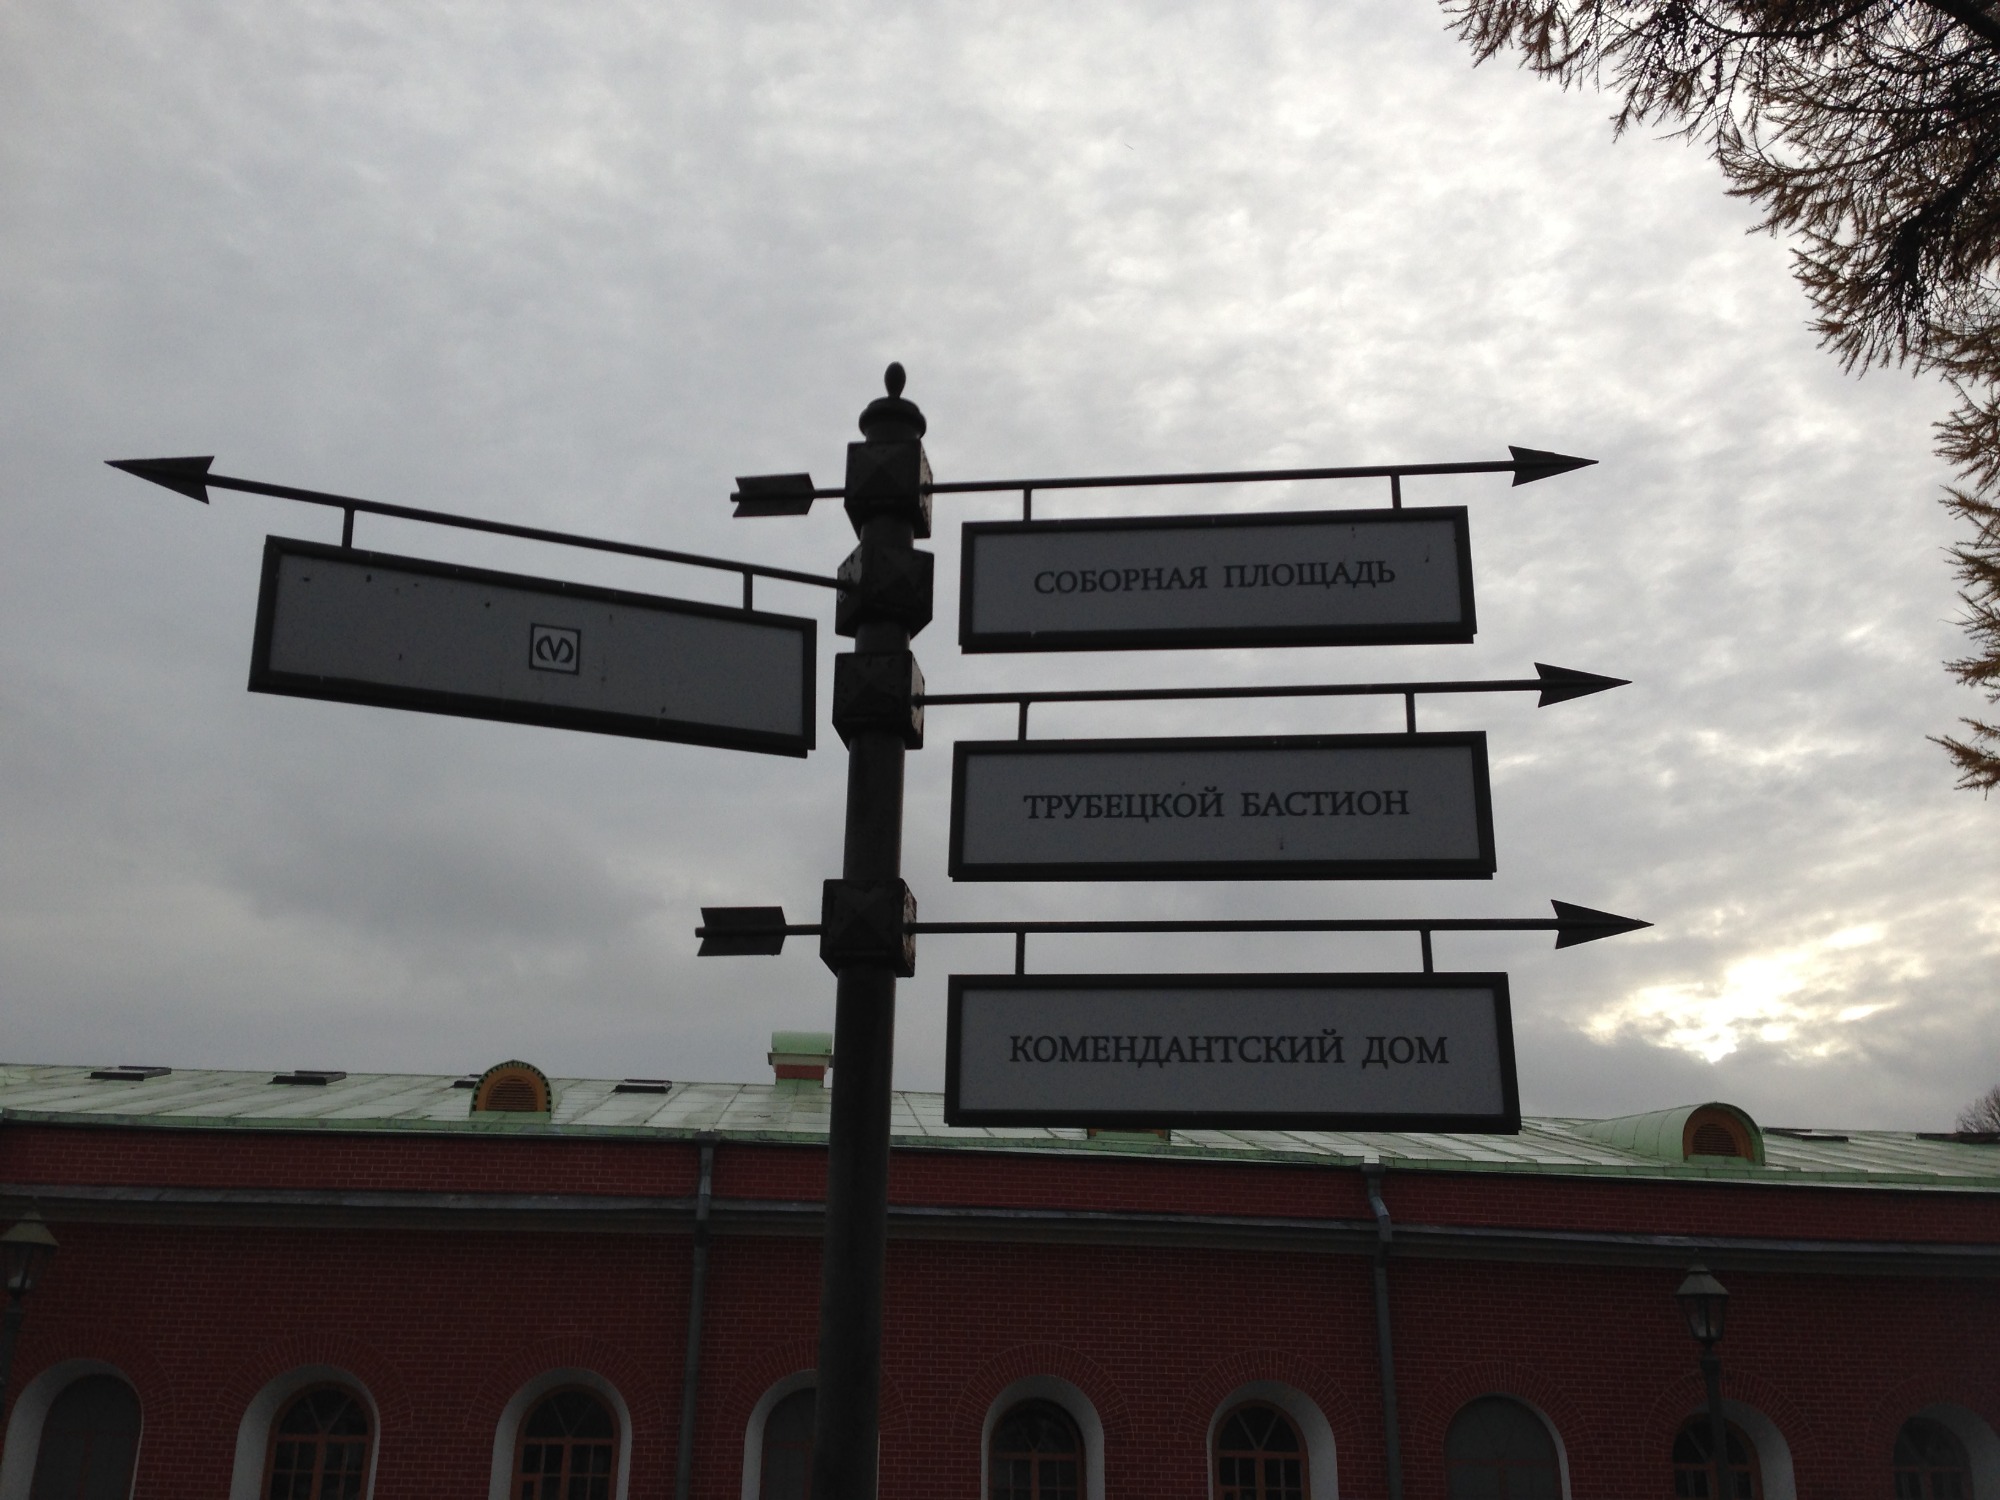 СОБОРНАЯ ПЛОЩАДЬ
ТРУБЕЦКОЙ БАСТИОН
КОМЕНДАНТСКИЙ ДОМ